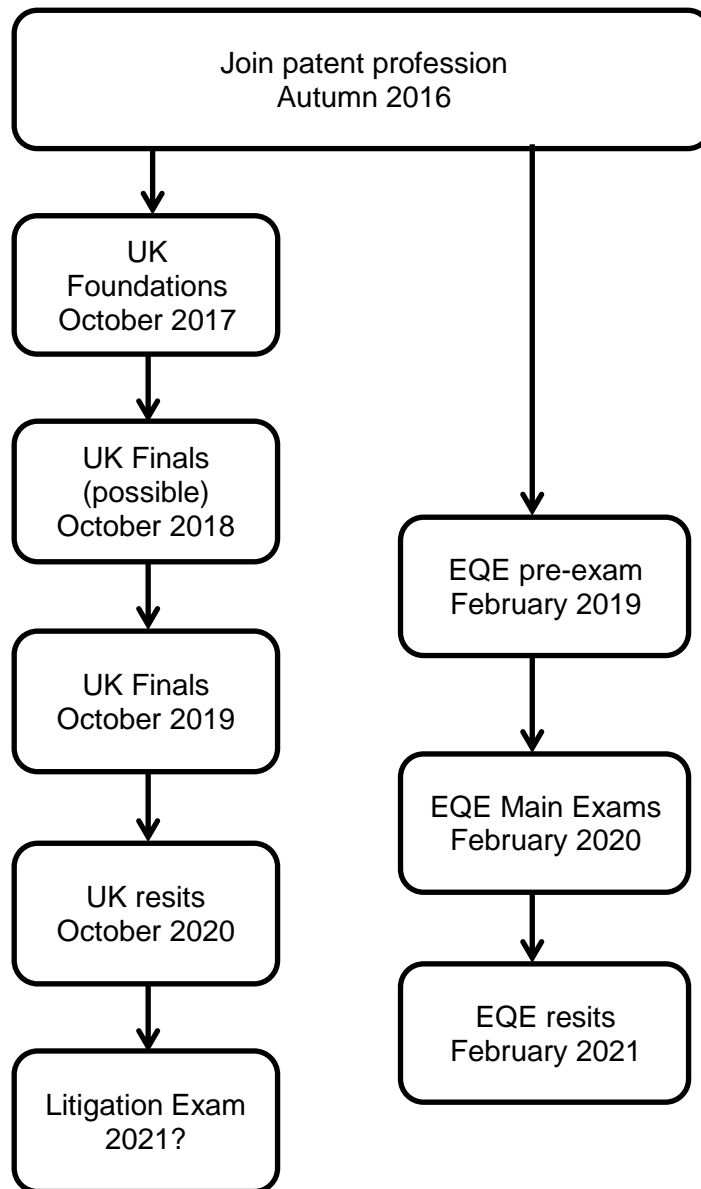 Join patent profession
Autumn 2016
UK
Foundations
October 2017
UK Finals
(possible)
October 2018
UK Finals
October 2019
UK resits
October 2020
Litigation Exam
2021?
EQE pre-exam
February 2019
EQE Main Exams
February 2020
EQE resits
February 2021